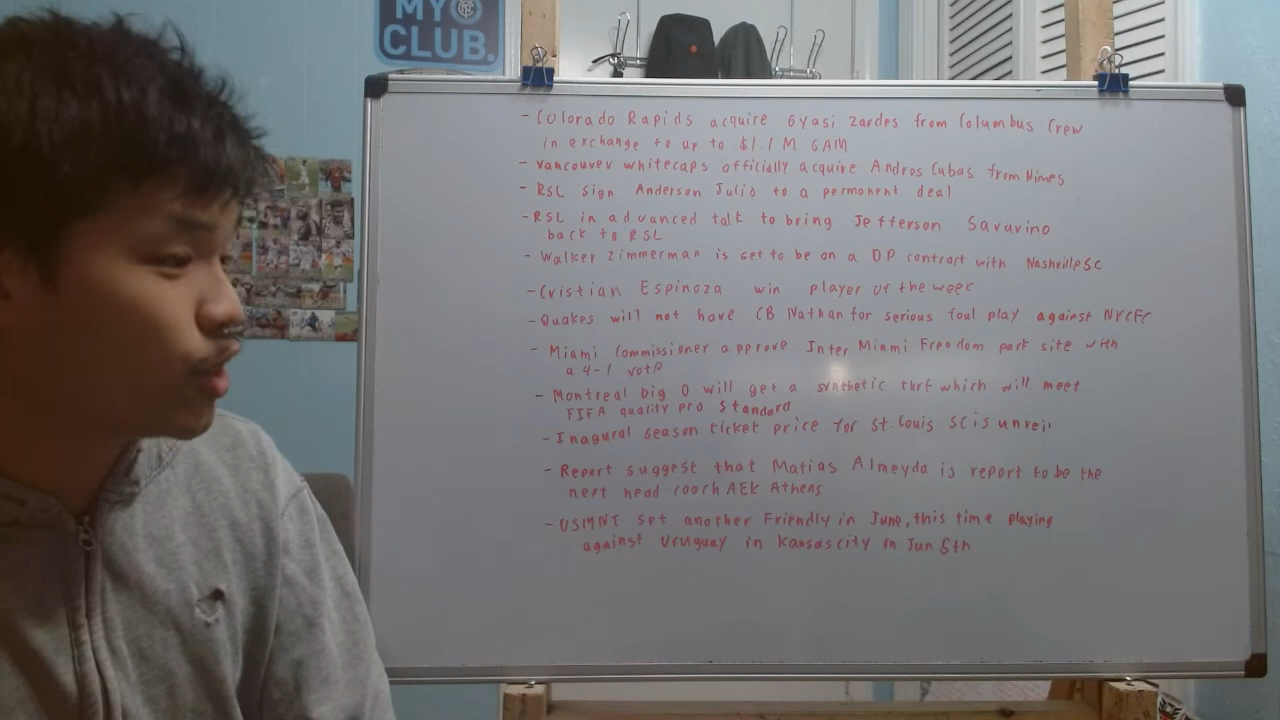 MY
CLUB.
- Colorado Rapids acquire Gyasi Zardes from Columbus Crew
in exchange to up to $1.1 M GAM
- Vancouver whitecaps officially acquire Andros Cubas from Nimes
- RSL sign Anderson Julio to a permanent deal
- RSL in advanced talk to bring Jefferson Savarino
back to RSL
- Walker Zimmerman is set to be on a DP contract with Nashville SC
- Cristian Espinoza win player of the week
- Quakes will not have CB Nathan for serious foul play against NYCFC
- Miami Commissioner approve Inter Miami Freedom park site with
a 4-1 vote
- Montreal big O will get a synthetic turf which will meet
FIFA quality pro standard
- Inagural season ticket price for St. Louis SC is unveil
- Report suggest that Matias Almeyda is report to be the
next head coach AEK Athens
- USMNT set another Friendly in June, this time playing
against Uruguay in Kansas city in Jun 5th